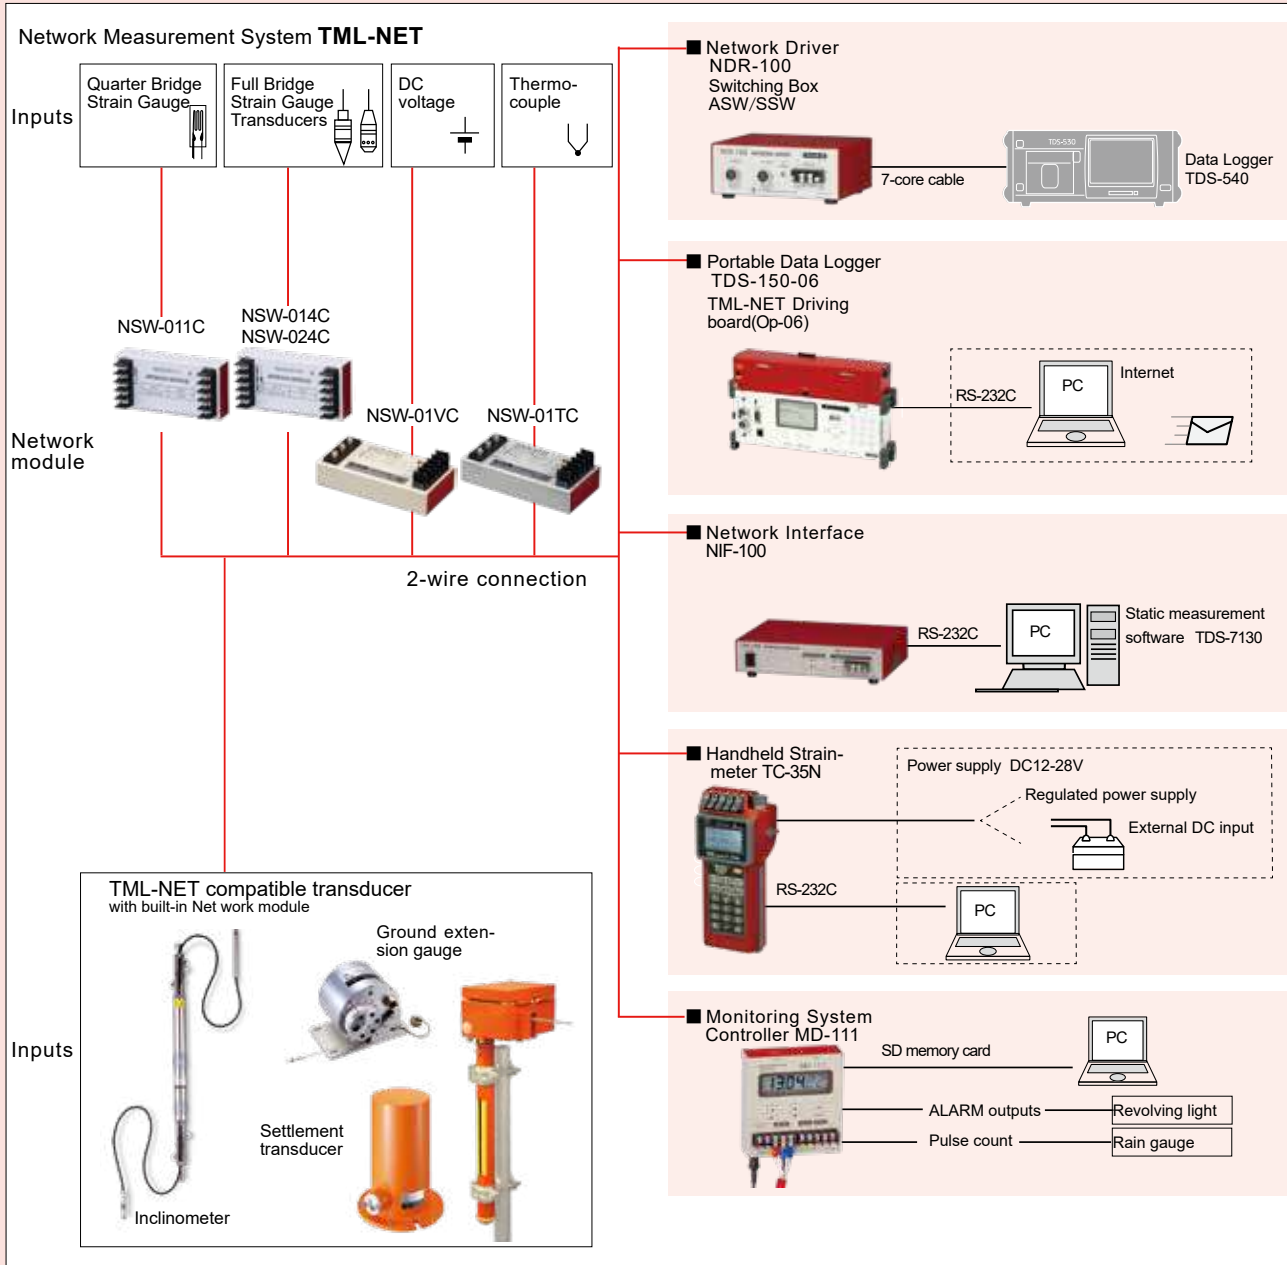 Network Measurement System TML-NET
Inputs
Quarter Bridge
Strain Gauge
Full Bridge
Strain Gauge
Transducers
DC
voltage
Thermo-
couple
NSW-011C
NSW-014C
NSW-024C
NSW-01VC
NSW-01TC
Network
module
2-wire connection
Inputs
TML-NET compatible transducer
with built-in Net work module
Ground exten-
sion gauge
Settlement
transducer
Inclinometer
■ Network Driver
NDR-100
Switching Box
ASW/SSW
7-core cable
TDS-530
Data Logger
TDS-540
■ Portable Data Logger
TDS-150-06
TML-NET Driving
board(Op-06)
RS-232C
PC
Internet
■ Network Interface
NIF-100
RS-232C
PC
Static measurement
software TDS-7130
■ Handheld Strain-
meter TC-35N
Power supply DC12-28V
Regulated power supply
External DC input
RS-232C
PC
■ Monitoring System
Controller MD-111
SD memory card
PC
13:04
ALARM outputs
Revolving light
Pulse count
Rain gauge